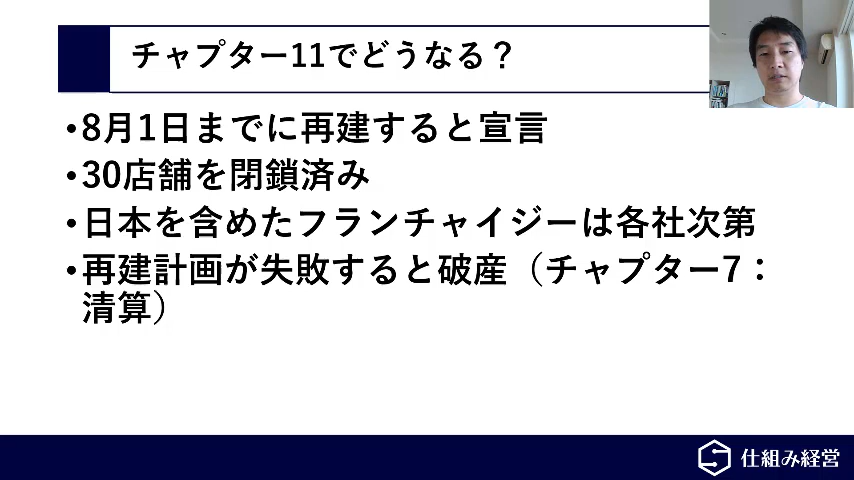 チャプター11でどうなる？
•8月1日までに再建すると宣言
•30店舗を閉鎖済み
•日本を含めたフランチャイジーは各社次第
•再建計画が失敗すると破産（チャプター7：
清算）
仕組み経営